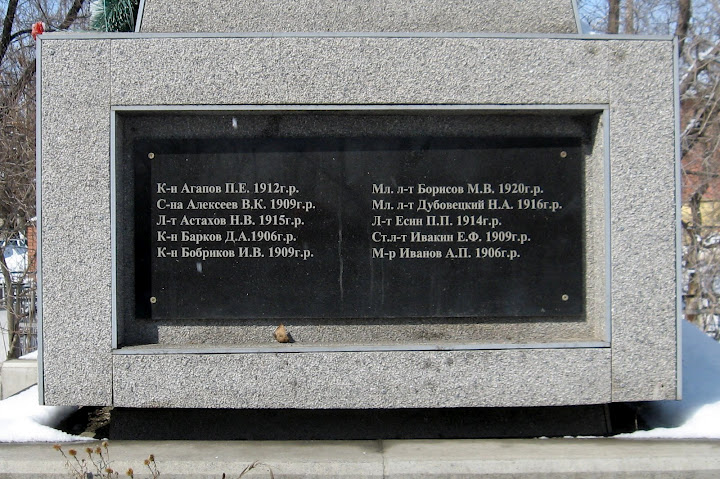 К-н Агапов П.Е. 1912г.р.
С-на Алексеев В.К. 1909г.р.
Л-т Астахов Н.В. 1915г.р.
К-н Барков Д.А.1906г.р.
К-н Бобриков И.В. 1909г.р.
Мл. л-т Борисов М.В. 1920г.р.
Мл. л-т Дубовецкий Н.А. 1916г.р.
Л-т Есин П.П. 1914г.р.
Ст.л-т Ивакин Е.Ф. 1909г.р.
М-р Иванов А.П. 1906г.р.